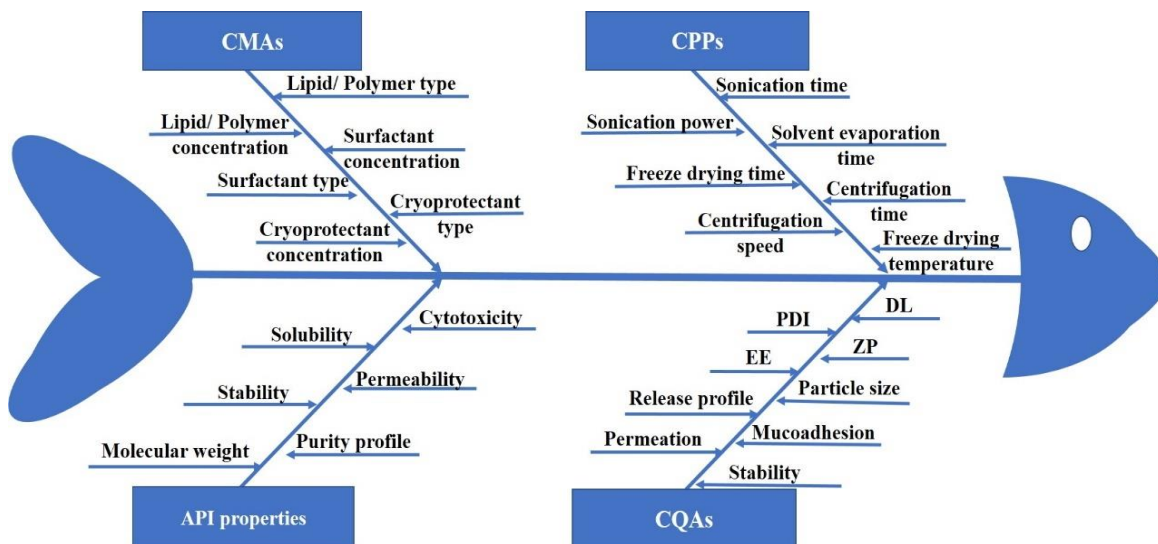 CMAs
Lipid/ Polymer type
Lipid/ Polymer
concentration
Surfactant
concentration
Surfactant type
Cryoprotectant
type
Cryoprotectant
concentration
CPPs
Sonication time
Sonication power
Solvent evaporation
time
Freeze drying time
Centrifugation
time
Centrifugation
speed
Freeze drying
temperature
Cytotoxicity
Solubility
Permeability
Stability
Purity profile
Molecular weight
API properties
DL
PDI
ZP
EE
Particle size
Release profile
Mucoadhesion
Permeation
Stability
CQAs